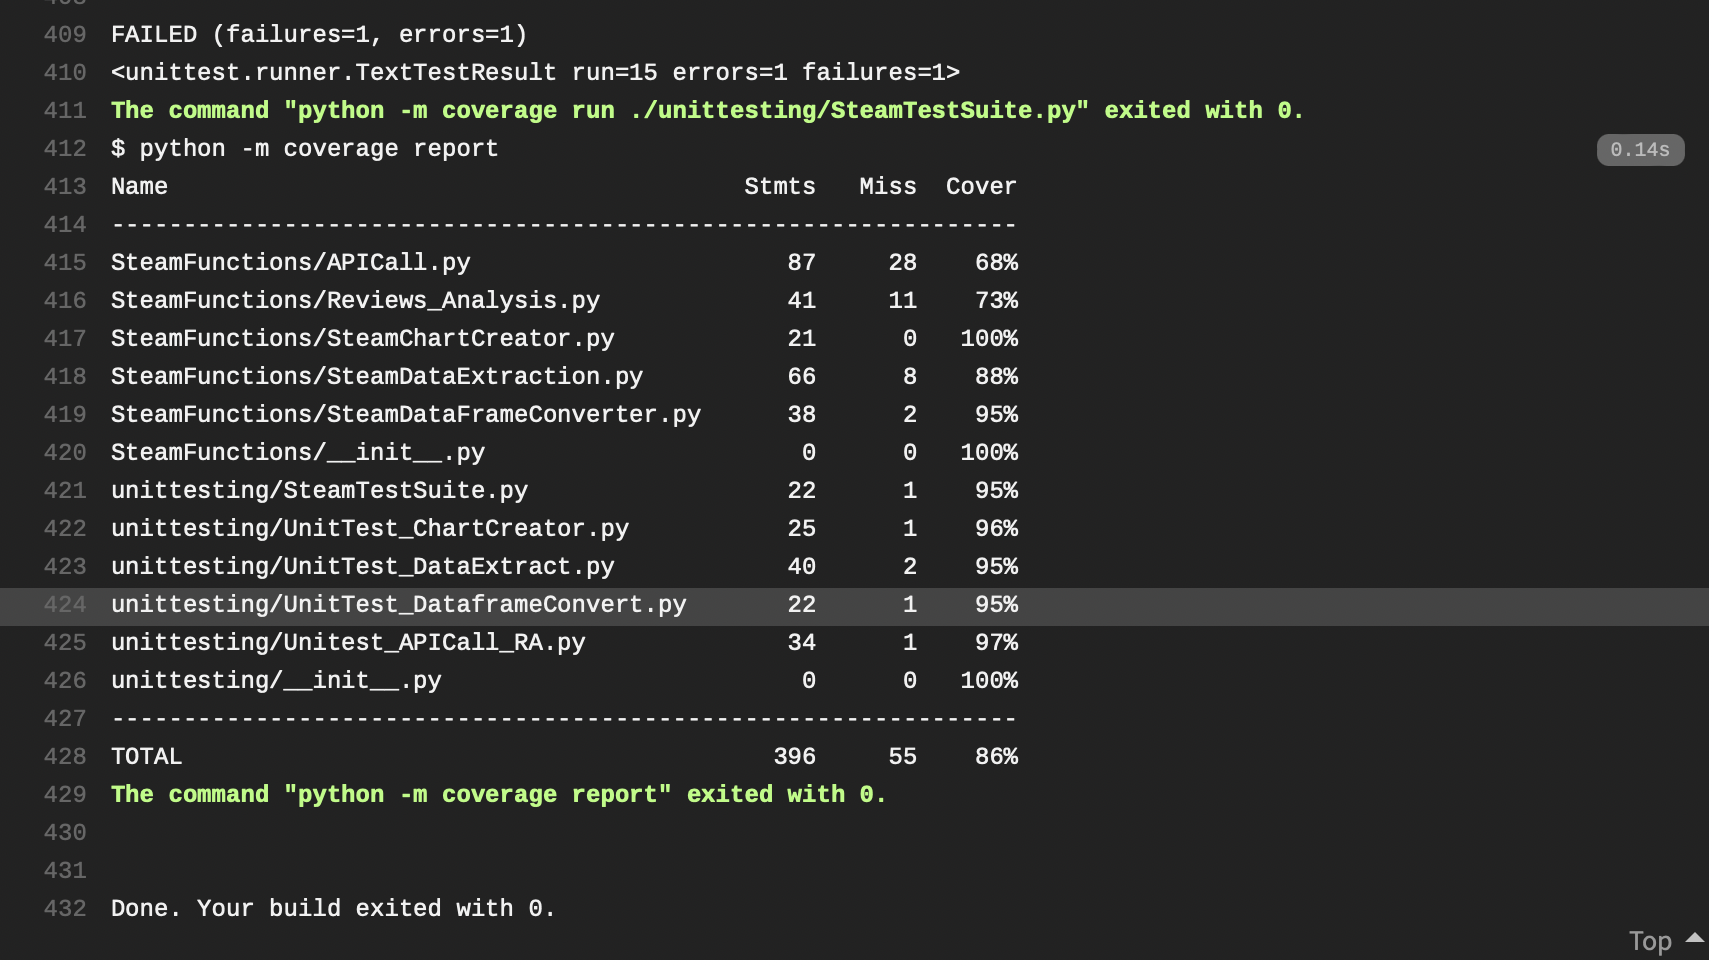 409 FAILED (failures=1, errors=1)
410 <unittest.runner.TextTestResult run=15 errors=1 failures=1>
411 The command "python -m coverage run ./unittesting/SteamTestSuite.py" exited with 0.
412 $ python -m coverage report 0.14s
413 Name Stmts Miss Cover
414 ---------------------------------------------------------------
415 SteamFunctions/APICall.py 87 28 68%
416 SteamFunctions/Reviews_Analysis.py 41 11 73%
417 SteamFunctions/SteamChartCreator.py 21 0 100%
418 SteamFunctions/SteamDataExtraction.py 66 8 88%
419 SteamFunctions/SteamDataFrameConverter.py 38 2 95%
420 SteamFunctions/__init__.py 0 0 100%
421 unittesting/SteamTestSuite.py 22 1 95%
422 unittesting/UnitTest_ChartCreator.py 25 1 96%
423 unittesting/UnitTest_DataExtract.py 40 2 95%
424 unittesting/UnitTest_DataframeConvert.py 22 1 95%
425 unittesting/Unitest_APICall_RA.py 34 1 97%
426 unittesting/__init__.py 0 0 100%
427 ---------------------------------------------------------------
428 TOTAL 396 55 86%
429 The command "python -m coverage report" exited with 0.
430
431
432 Done. Your build exited with 0.
Top